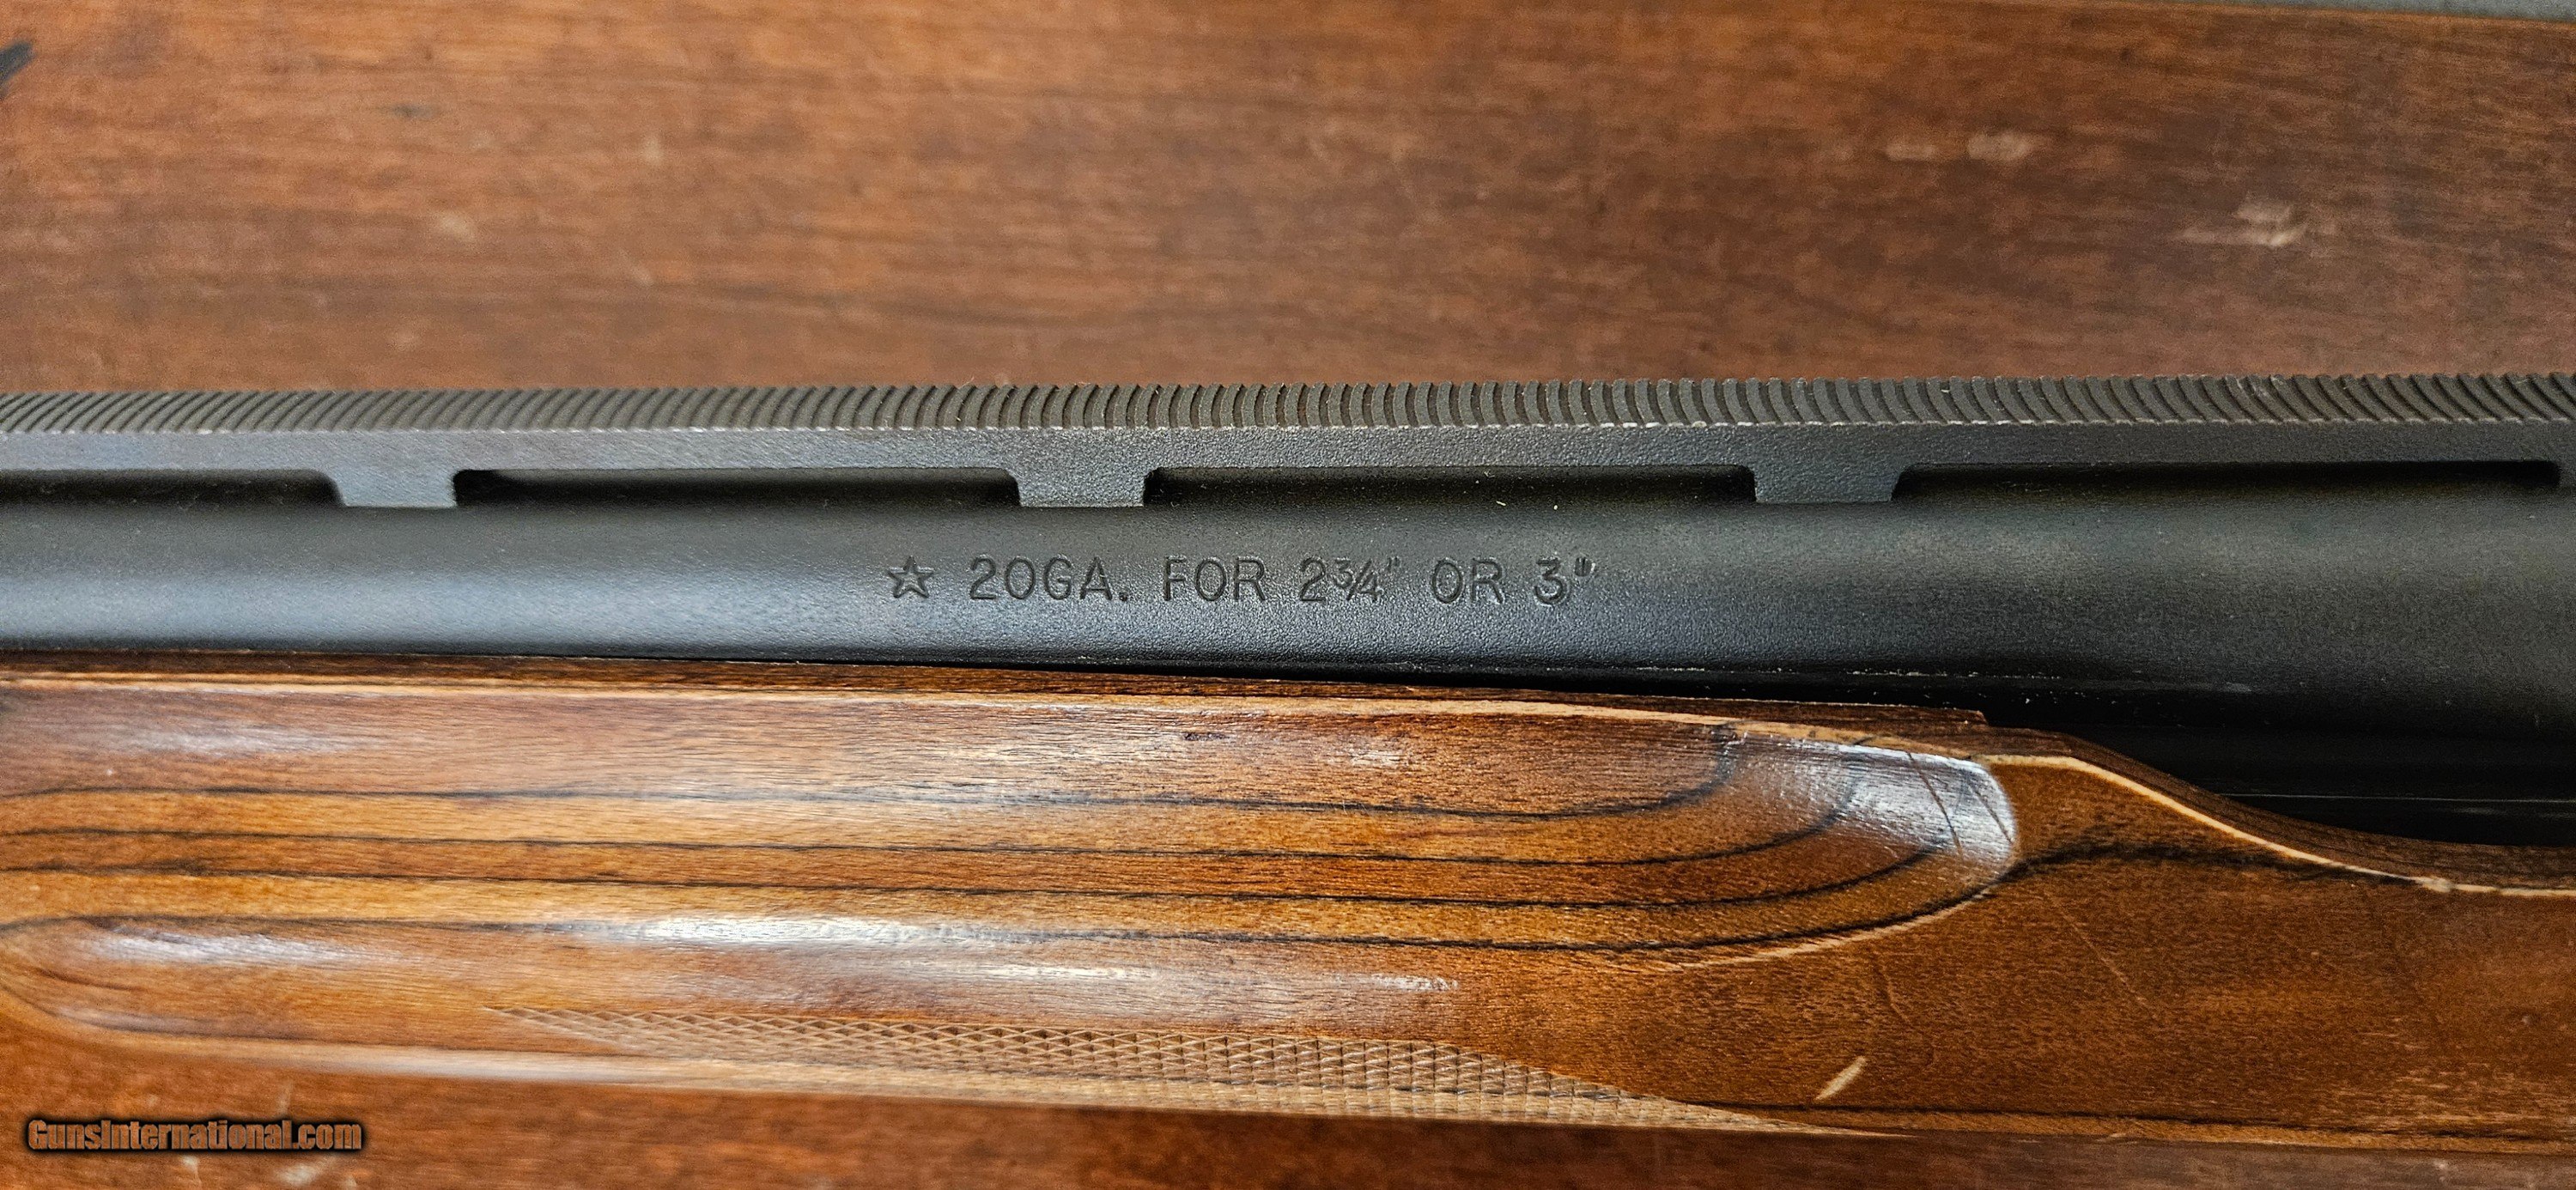 ☆ 20GA. FOR 2¾" OR 3"
GunsInternational.com